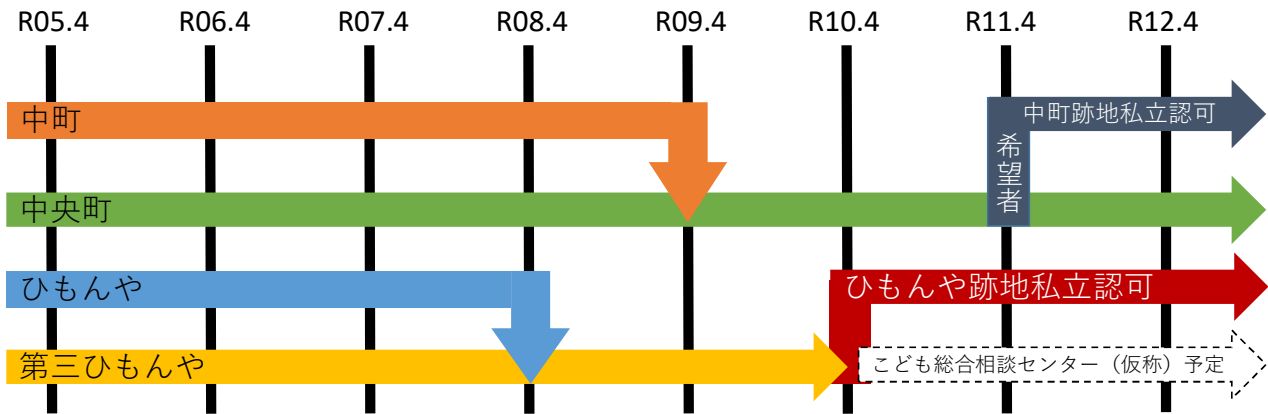 R05.4 R06.4 R07.4 R08.4 R09.4 R10.4 R11.4 R12.4
中町
中町跡地私立認可
希望者
中央町
ひもんや
ひもんや跡地私立認可
第三ひもんや
こども総合相談センター（仮称）予定